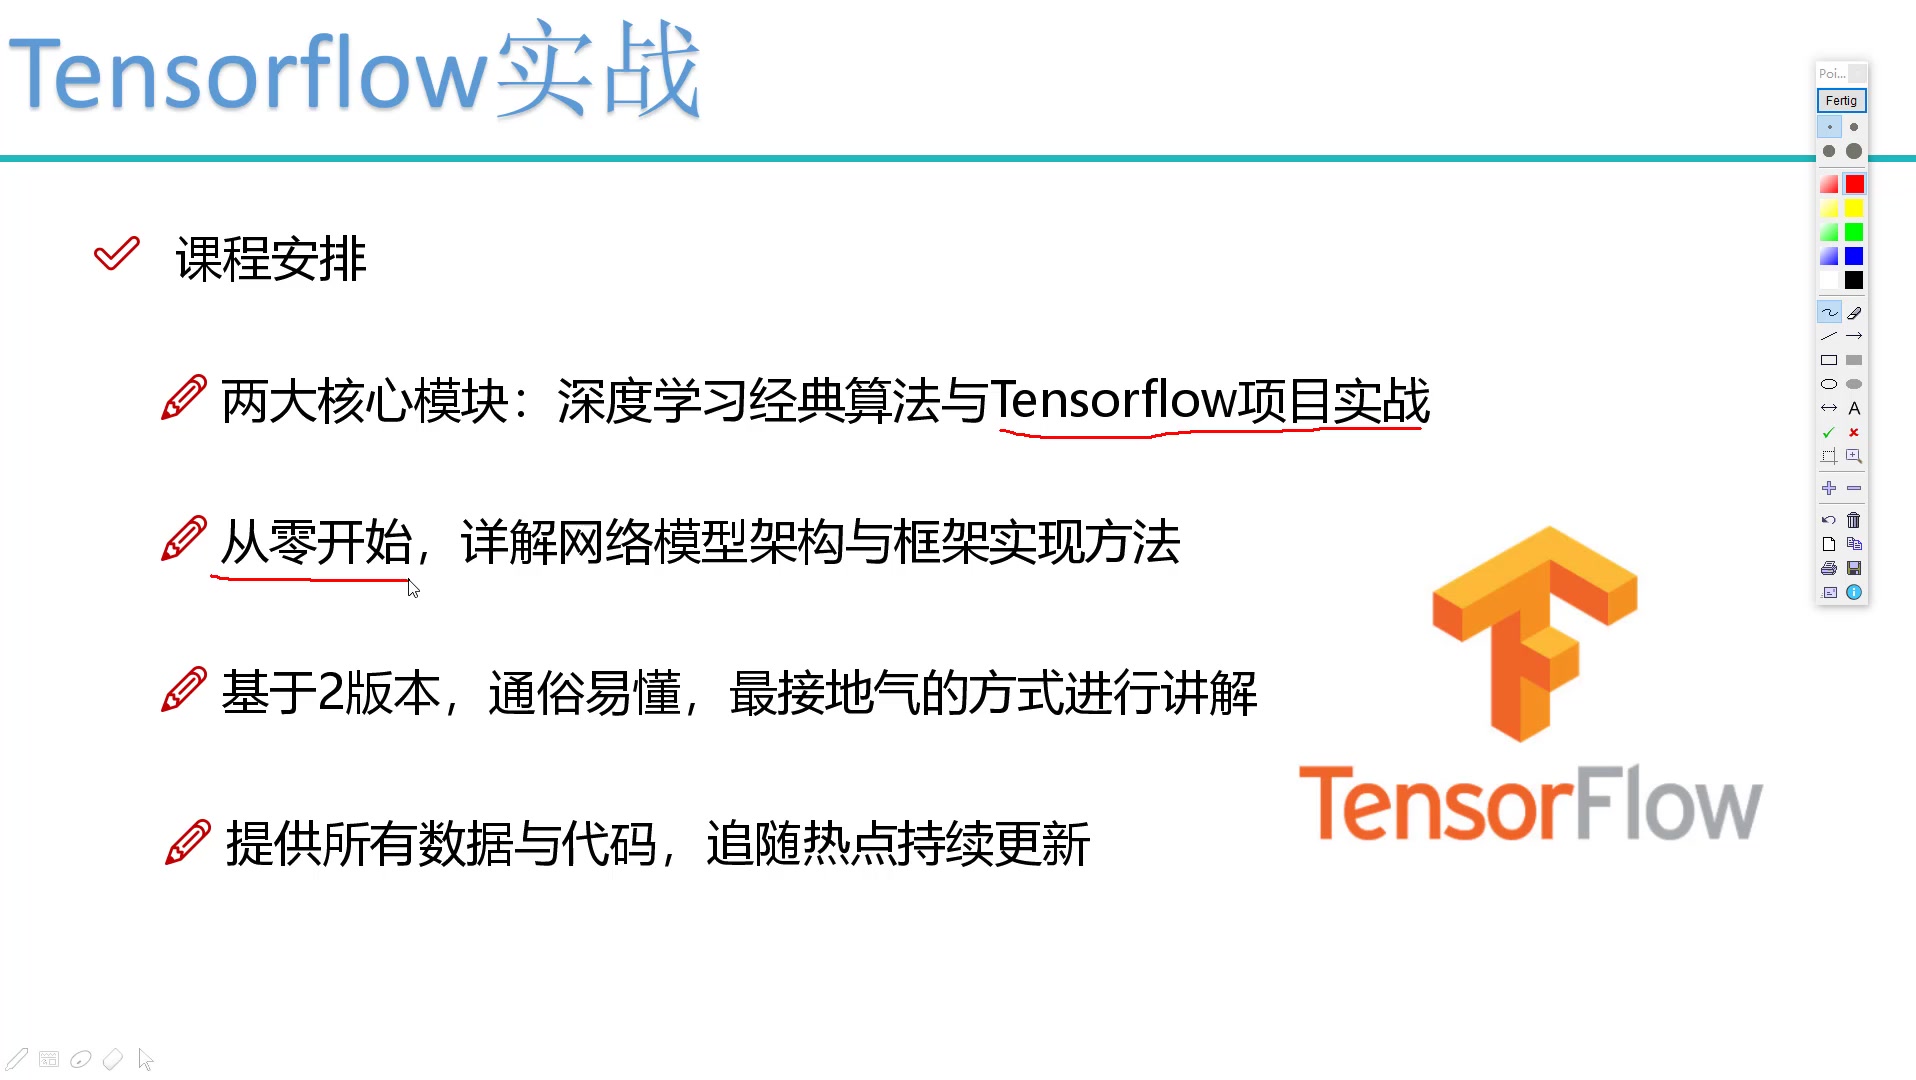 Tensorflow实战
Poi...
Fertig
课程安排
两大核心模块：深度学习经典算法与Tensorflow项目实战
从零开始，详解网络模型架构与框架实现方法
基于2版本，通俗易懂，最接地气的方式进行讲解
提供所有数据与代码，追随热点持续更新
TensorFlow
A